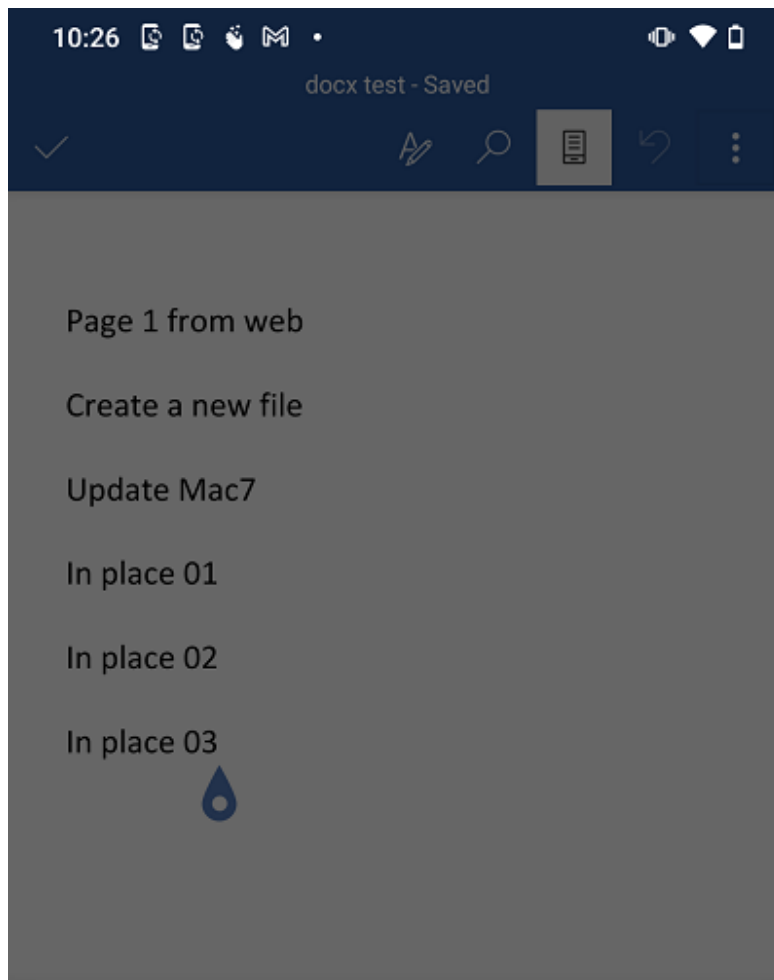 10:26
docx test - Saved
Page 1 from web
Create a new file
Update Mac7
In place 01
In place 02
In place 03